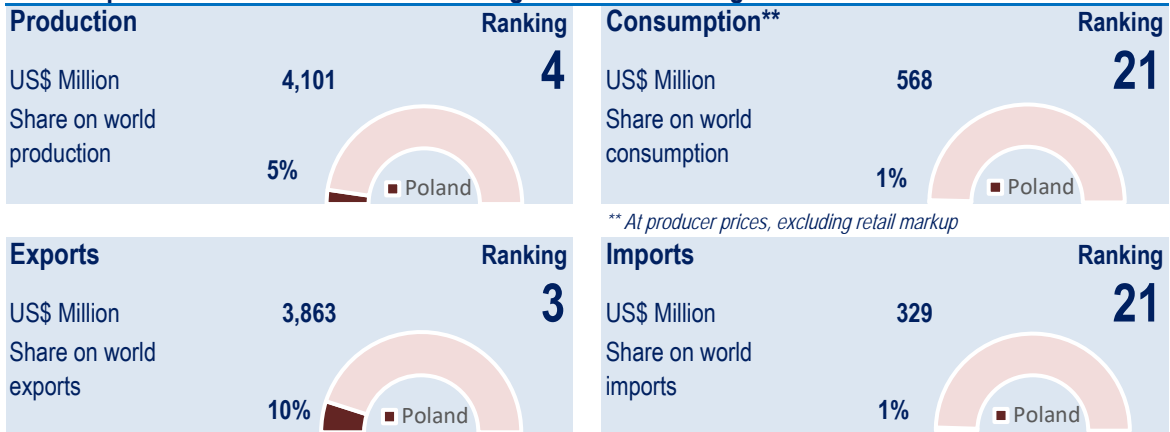 Production Ranking
US$ Million 4,101 4
Share on world
production
5%
Poland
Consumption** Ranking
US$ Million 568 21
Share on world
consumption
1%
Poland
** At producer prices, excluding retail markup
Exports Ranking
US$ Million 3,863 3
Share on world
exports
10%
Poland
Imports Ranking
US$ Million 329 21
Share on world
imports
1%
Poland